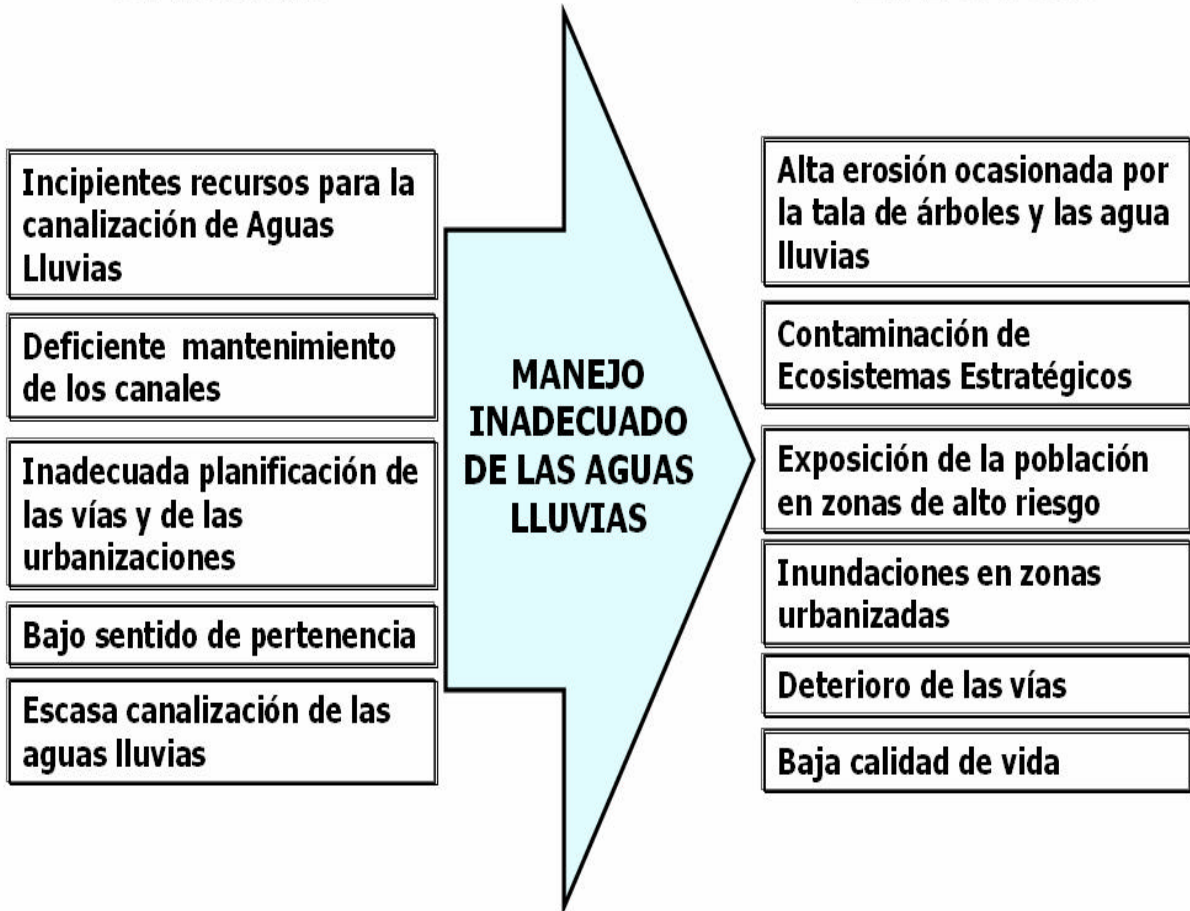 Incipientes recursos para la
canalización de Aguas
Lluvias
Deficiente mantenimiento
de los canales
Inadecuada planificación de
las vías y de las
urbanizaciones
Bajo sentido de pertenencia
Escasa canalización de las
aguas lluvias
MANEJO
INADECUADO
DE LAS AGUAS
LLUVIAS
Alta erosión ocasionada por
la tala de árboles y las agua
lluvias
Contaminación de
Ecosistemas Estratégicos
Exposición de la población
en zonas de alto riesgo
Inundaciones en zonas
urbanizadas
Deterioro de las vías
Baja calidad de vida